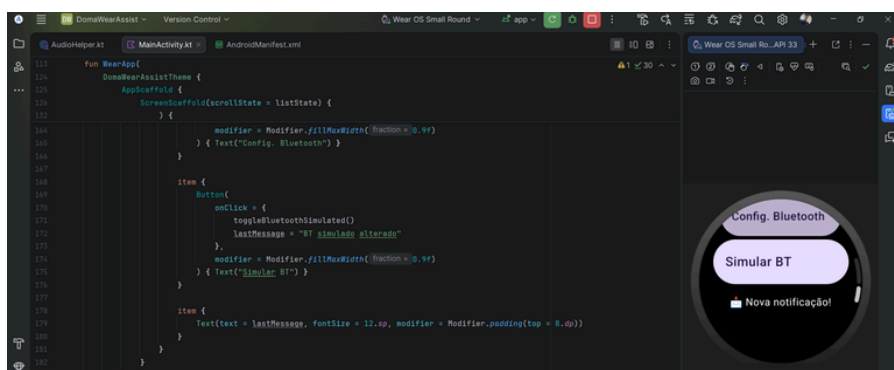 DW DomaWearAssist Version Control Wear OS Small Round app
AudioHelper.kt MainActivity.kt AndroidManifest.xml Wear OS Small Ro...API 33
113 fun WearApp( 1 30
124 DomaWearAssistTheme {
125 AppScaffold {
126 ScreenScaffold(scrollState = listState) {
132 ) {
164 modifier = Modifier.fillMaxWidth( fraction = 0.9f)
165 ) { Text("Config. Bluetooth") }
166 }
167
168 item {
169 Button(
170 onClick = {
171 toggleBluetoothSimulated()
172 lastMessage = "BT simulado alterado"
173 },
174 modifier = Modifier.fillMaxWidth( fraction = 0.9f)
175 ) { Text("Simular BT") }
176 }
177
178 item {
179 Text(text = lastMessage, fontSize = 12.sp, modifier = Modifier.padding(top = 8.dp))
180 }
181 }
182 }
Config. Bluetooth
Simular BT
Nova notificação!